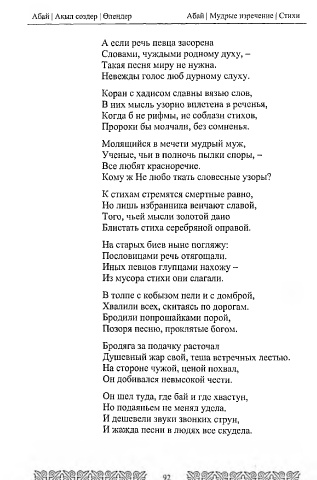 Абай | Акыл создер | Өлеңдер Абай | Мудрые изречение | Стихи
А если речь певца засорена
Словами, чуждыми родному духу, –
Такая песня миру не нужна.
Невежды голос люб дурному слуху.
Коран с хадисом славны вязью слов,
В них мысль узорно вплетена в реченья,
Когда б не рифмы, не соблазн стихов,
Пророки бы молчали, без сомненья.
Молящийся в мечети мудрый муж,
Ученые, чьи в полночь пылки споры, –
Все любят красноречие.
Кому ж Не любо ткать словесные узоры?
К стихам стремятся смертные равно,
Но лишь избранника венчают славой,
Того, чьей мысли золотой дано
Блистать стиха серебряной оправой.
На старых биев ныне погляжу:
Пословицами речь отягощали.
Иных певцов глупцами нахожу –
Из мусора стихи они слагали.
В толпе с кобызом пели и с домброй,
Хвалили всех, скитаясь по дорогам.
Бродили попрошайками порой,
Позоря песню, проклятые богом.
Бродяга за подачку расточал
Душевный жар свой, теша встречных лестью.
На стороне чужой, ценой похвал,
Он добивался невысокой чести.
Он шел туда, где бай и где хвастун,
Но подаяньем не менял удела,
И дешевели звуки звонких струн,
И жажда песни в людях все скудела.
92